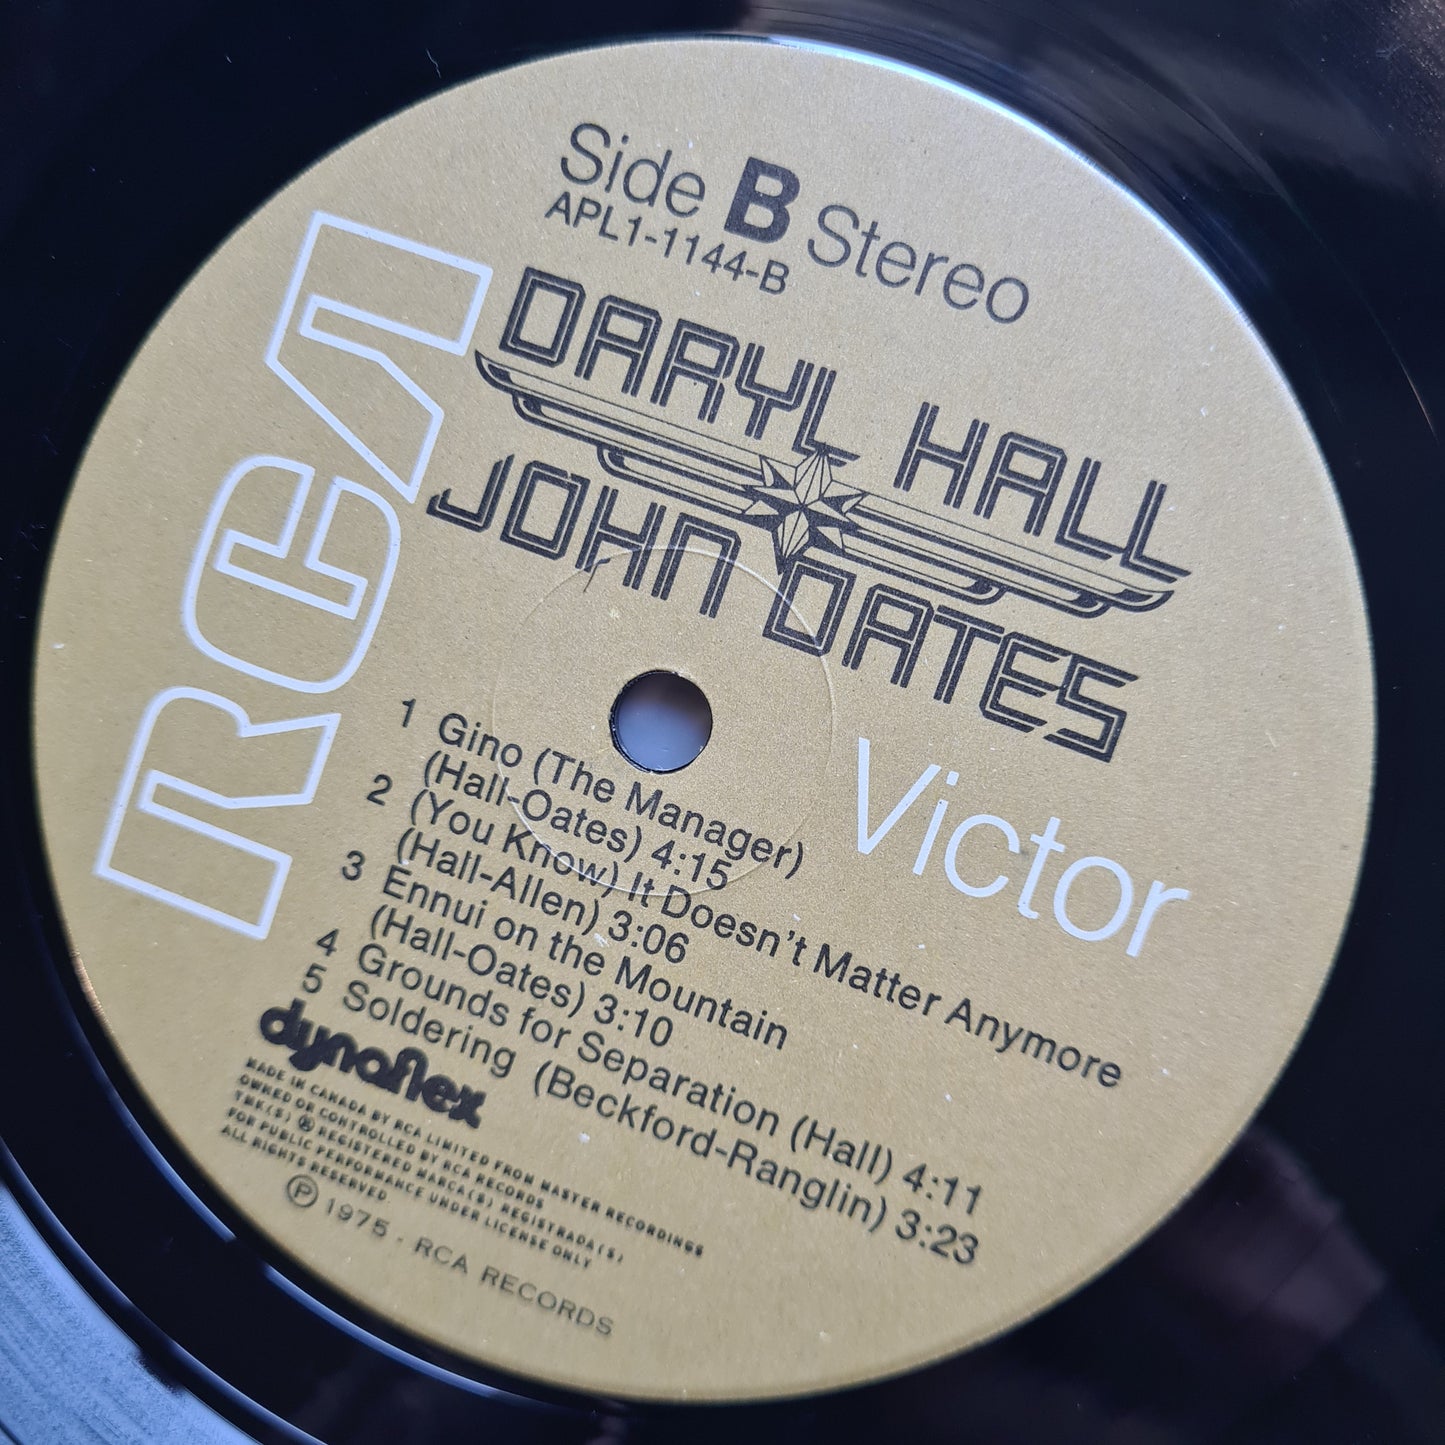 Side B Stereo
APL1-1144-B
RCA
DARYL HALL
JOHN OATES
Victor
1 Gino (The Manager)
(Hall-Oates) 4:15
2 (You Know) It Doesn't Matter Anymore
(Hall-Allen) 3:06
3 Ennui on the Mountain
(Hall-Oates) 3:10
4 Grounds for Separation (Hall) 4:11
5 Soldering (Beckford-Ranglin) 3:23
dynaflex
MADE IN CANADA BY RCA LIMITED FROM MASTER RECORDINGS
OWNED OR CONTROLLED BY RCA RECORDS
TMK(S) ® REGISTERED MARCA(S) REGISTRADA(S)
FOR PUBLIC PERFORMANCE UNDER LICENSE ONLY
ALL RIGHTS RESERVED.
℗ 1975 - RCA RECORDS